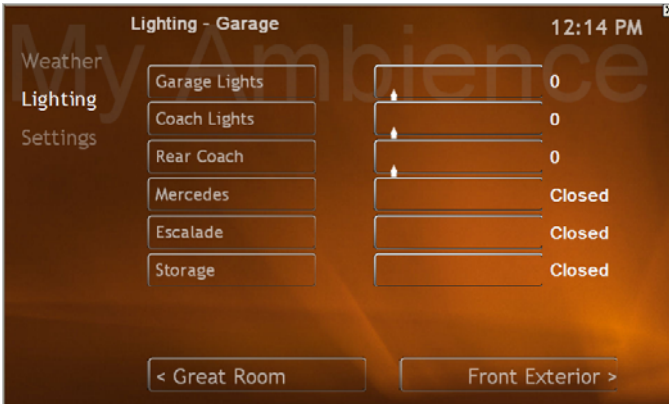 My Ambience
Lighting - Garage
12:14 PM
Weather
Lighting
Settings
Garage Lights 0
Coach Lights 0
Rear Coach 0
Mercedes Closed
Escalade Closed
Storage Closed
< Great Room
Front Exterior >